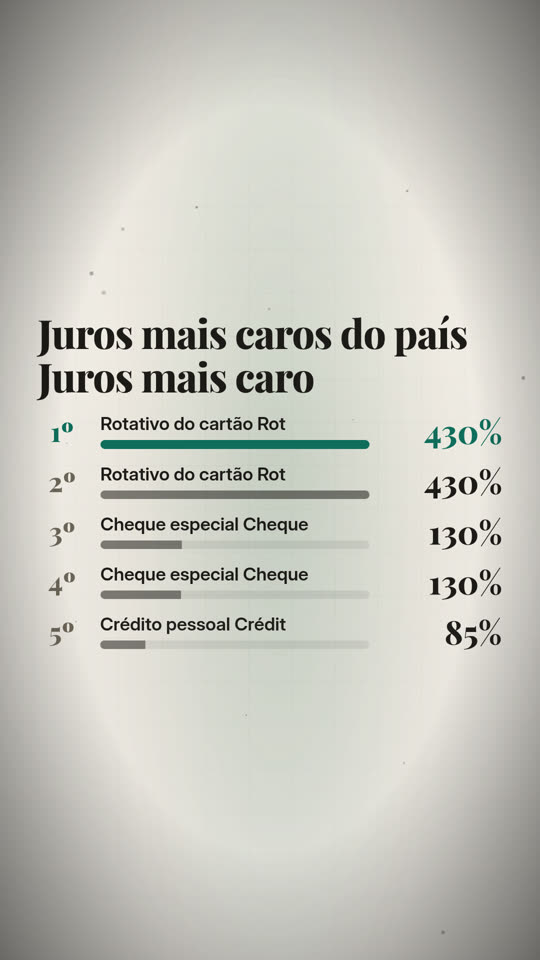 Juros mais caros do país
Juros mais caro
1º Rotativo do cartão Rot 430%
2º Rotativo do cartão Rot 430%
3º Cheque especial Cheque 130%
4º Cheque especial Cheque 130%
5º Crédito pessoal Crédit 85%